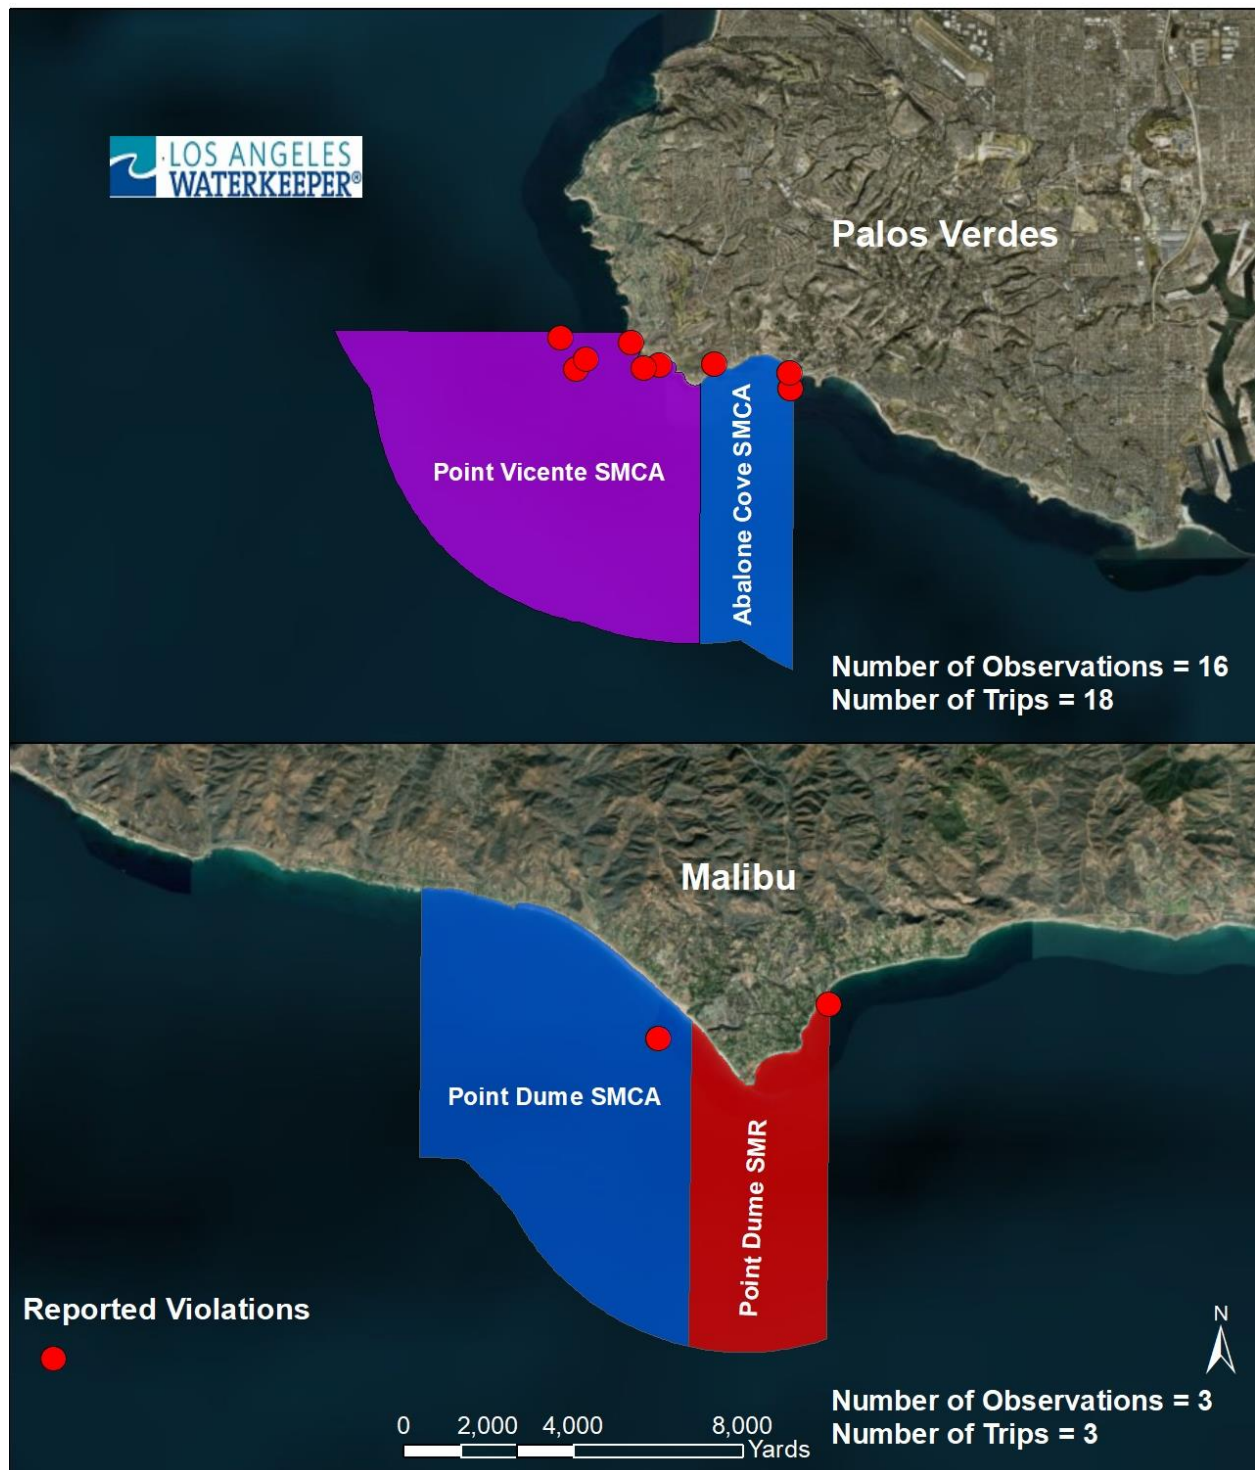 LOS ANGELES
WATERKEEPER®
Palos Verdes
Point Vicente SMCA
Abalone Cove SMCA
Number of Observations = 16
Number of Trips = 18
Malibu
Point Dume SMCA
Point Dume SMR
Reported Violations
N
0 2,000 4,000 8,000
Yards
Number of Observations = 3
Number of Trips = 3